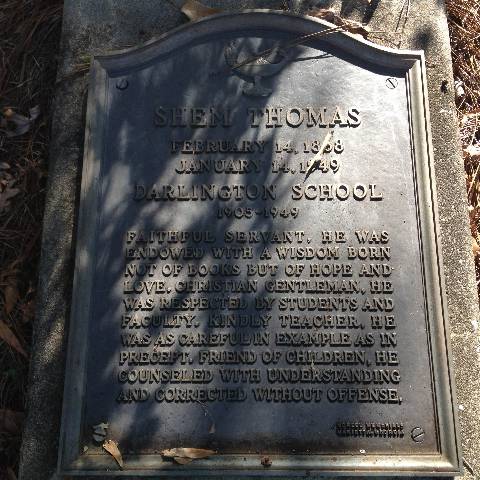 SHEM THOMAS
FEBRUARY 14, 1868
JANUARY 14, 1949
DARLINGTON SCHOOL
1905-1949
FAITHFUL SERVANT, HE WAS
ENDOWED WITH A WISDOM BORN
NOT OF BOOKS BUT OF HOPE AND
LOVE. CHRISTIAN GENTLEMAN, HE
WAS RESPECTED BY STUDENTS AND
FACULTY. KINDLY TEACHER, HE
WAS AS CAREFUL IN EXAMPLE AS IN
PRECEPT. FRIEND OF CHILDREN, HE
COUNSELED WITH UNDERSTANDING
AND CORRECTED WITHOUT OFFENSE.